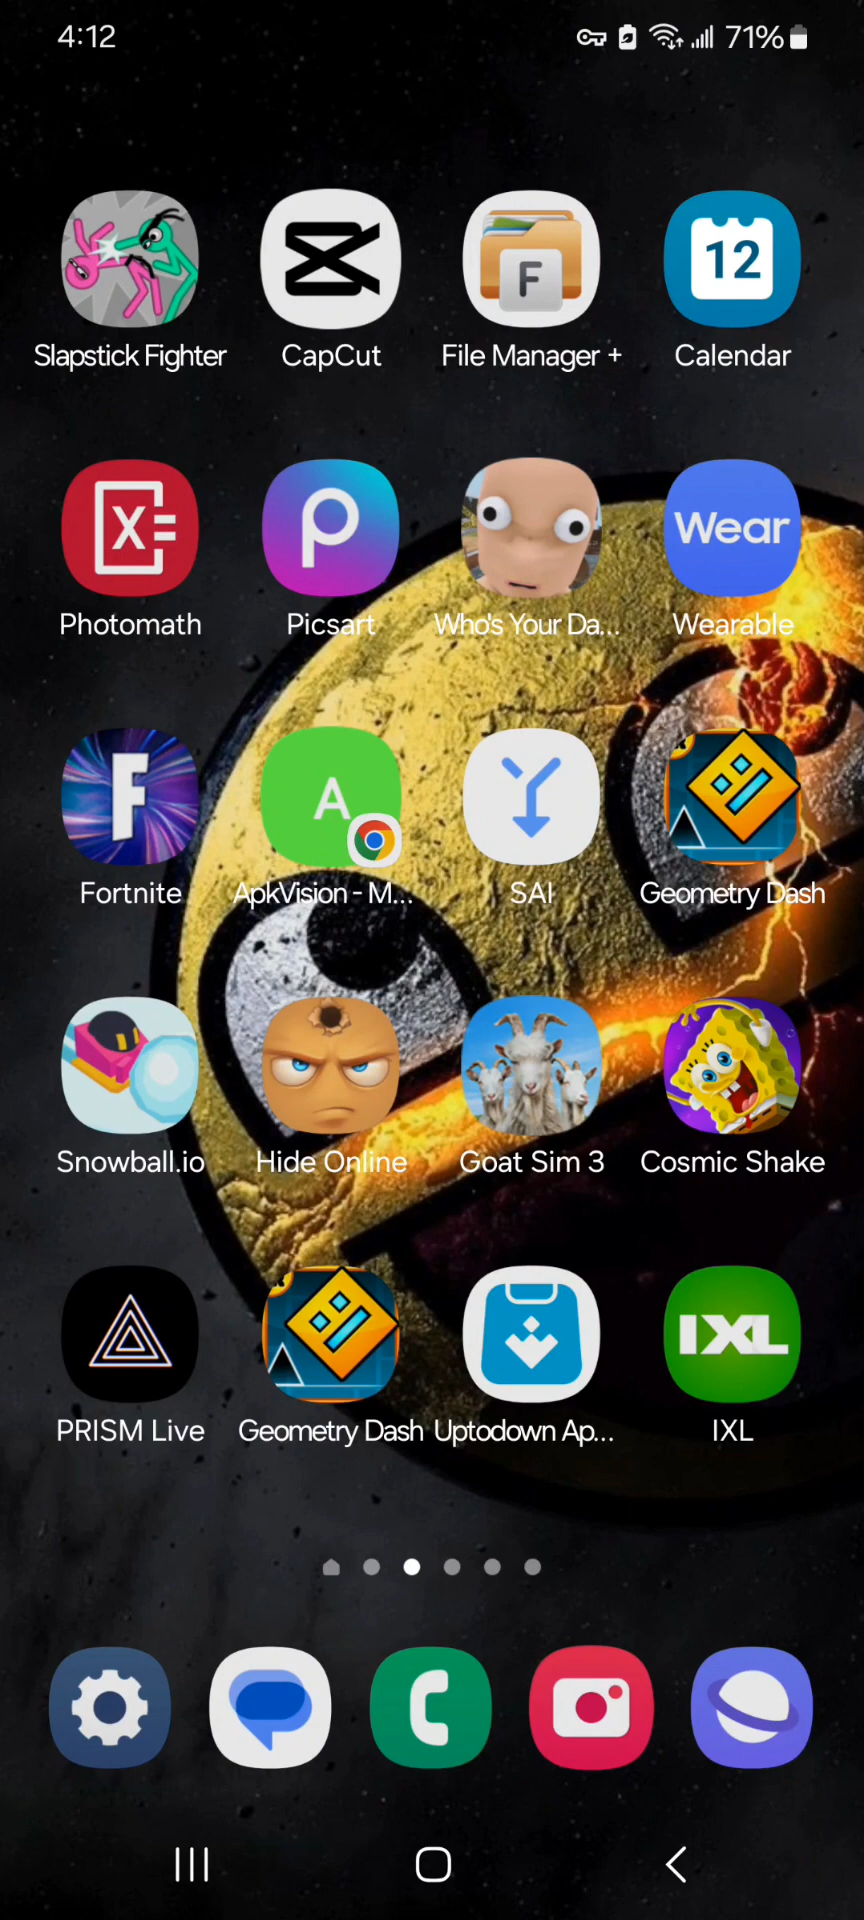 4:12 71%
12
F
Slapstick Fighter CapCut File Manager + Calendar
X P Wear
Photomath Picsart Who's Your Da... Wearable
F A
Fortnite ApkVision - M... SAI Geometry Dash
Snowball.io Hide Online Goat Sim 3 Cosmic Shake
IXL
PRISM Live Geometry Dash Uptodown Ap... IXL